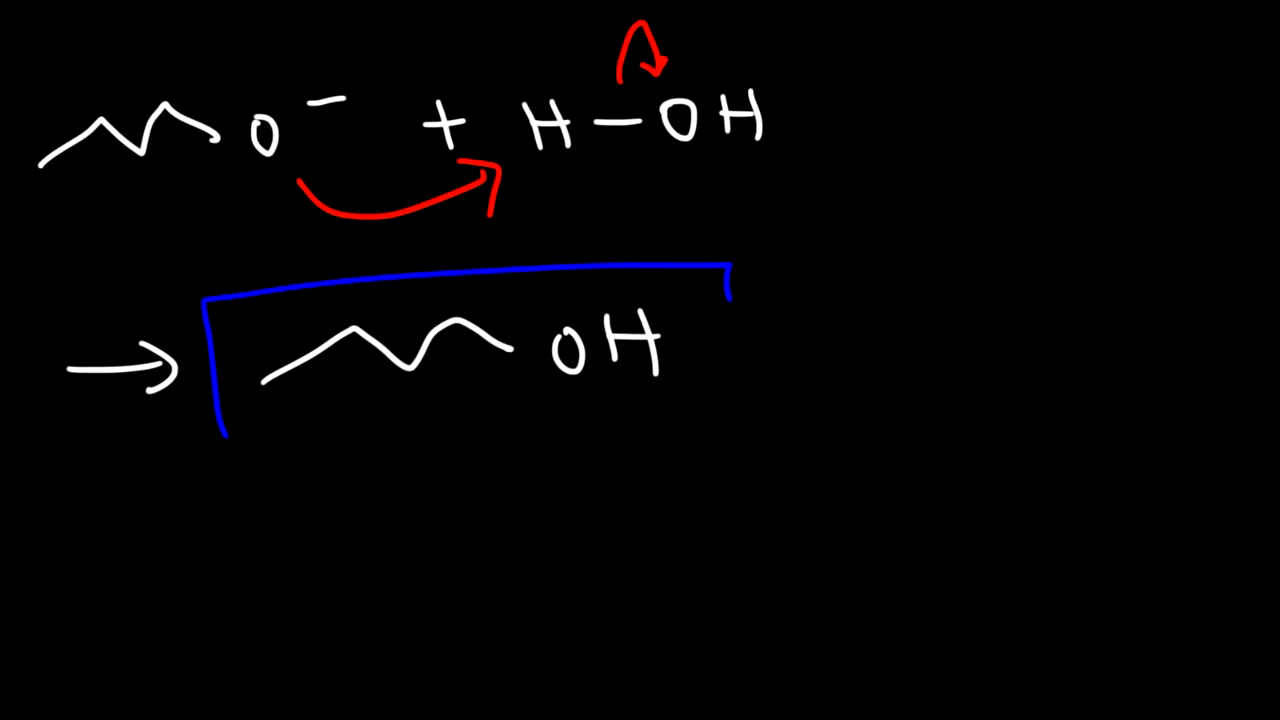 O⁻ + H–OH
→ OH